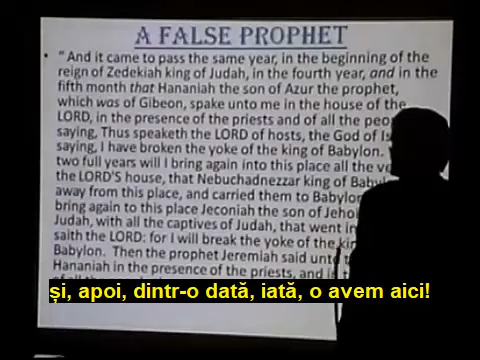 A FALSE PROPHET
• "And it came to pass the same year, in the beginning of the
reign of Zedekiah king of Judah, in the fourth year, and in the
fifth month that Hananiah the son of Azur the prophet,
which was of Gibeon, spake unto me in the house of the
LORD, in the presence of the priests and of all the
saying, Thus speaketh the LORD of hosts, the God of
saying, I have broken the yoke of the king of Babylon.
two full years will I bring again into this place all the
the LORD'S house, that Nebuchadnezzar king of
away from this place, and carried them to Babylon
bring again to this place Jeconiah the son of
Judah, with all the captives of Judah, that went
saith the LORD: for I will break the yoke of the
Babylon. Then the prophet Jeremiah said unto
Hananiah in the presence of the priests, and
și, apoi, dintr-o dată, iată, o avem aici!